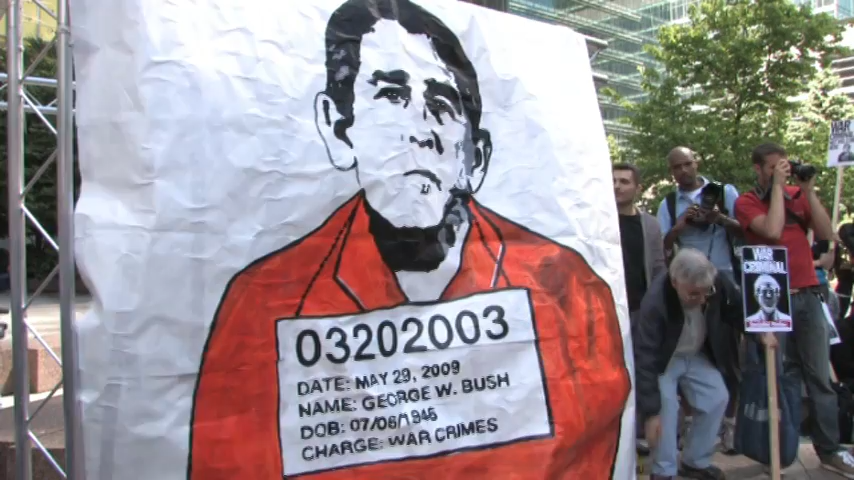 03202003
DATE: MAY 29, 2009
NAME: GEORGE W. BUSH
DOB: 07/06/1946
CHARGE: WAR CRIMES
WAR
CRIMINAL
WAR